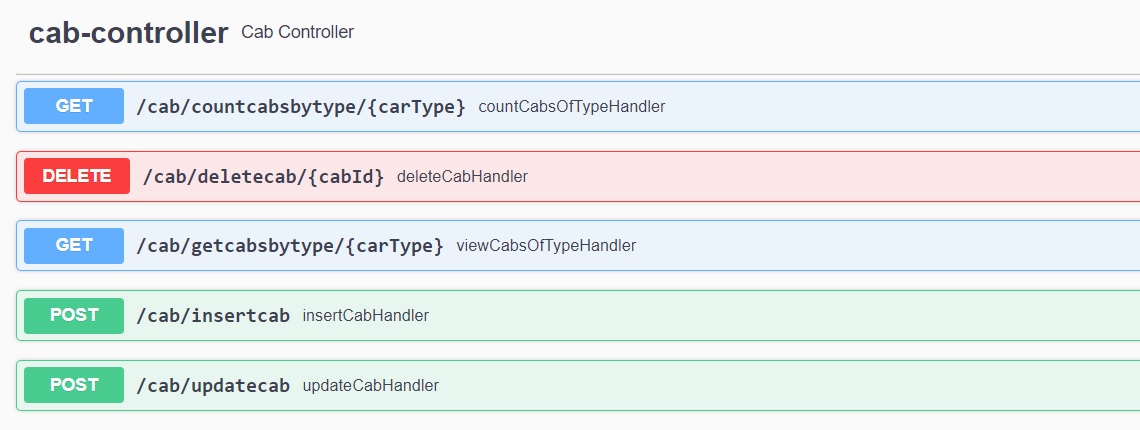 cab-controller Cab Controller
GET /cab/countcabsbytype/{carType} countCabsOfTypeHandler
DELETE /cab/deletecab/{cabId} deleteCabHandler
GET /cab/getcabsbytype/{carType} viewCabsOfTypeHandler
POST /cab/insertcab insertCabHandler
POST /cab/updatecab updateCabHandler